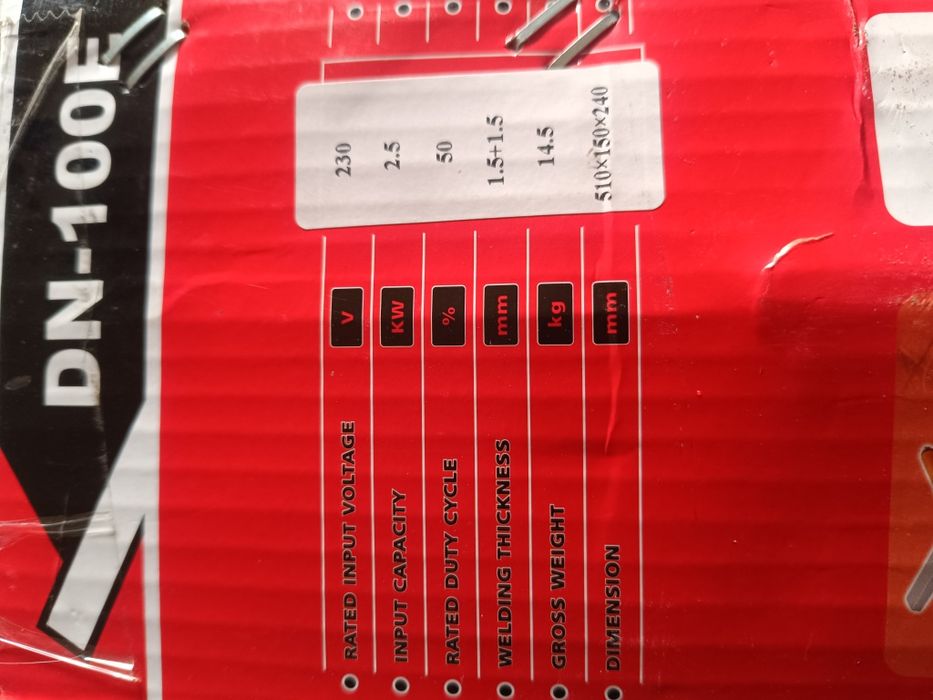 DN-100E
RATED INPUT VOLTAGE V 230
INPUT CAPACITY KW 2.5
RATED DUTY CYCLE % 50
WELDING THICKNESS mm 1.5+1.5
GROSS WEIGHT kg 14.5
DIMENSION mm 510×150×240